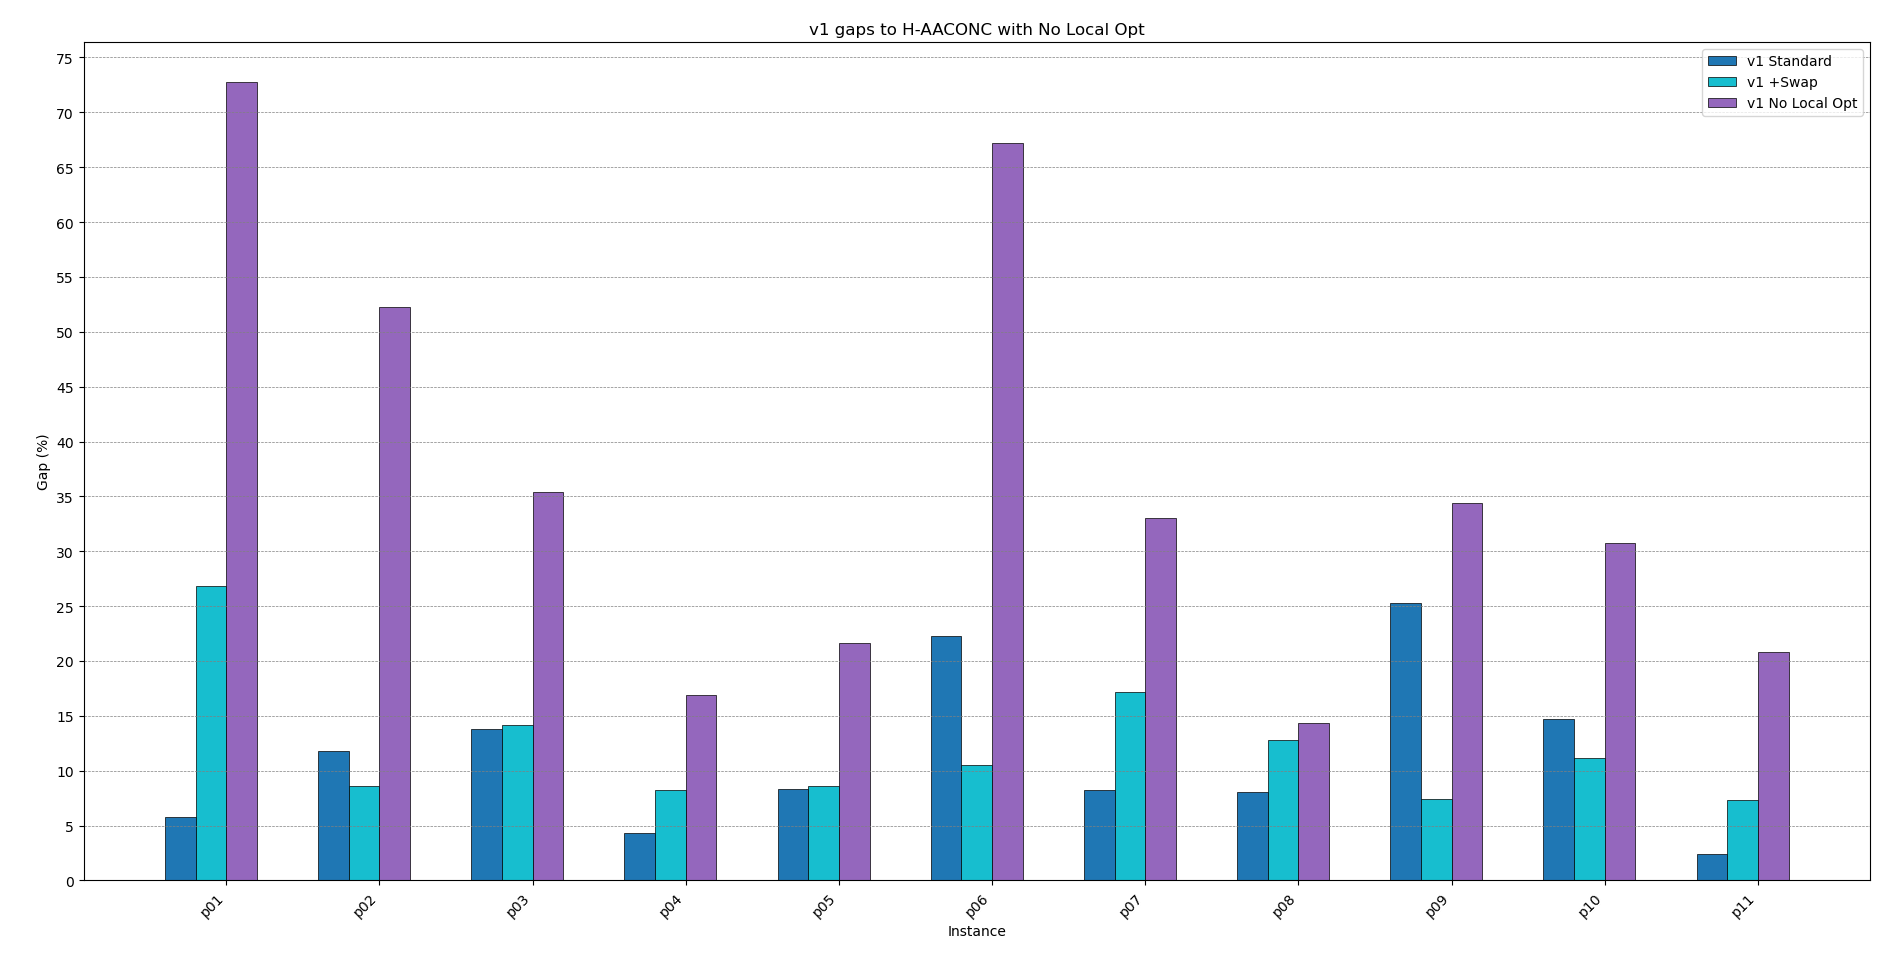 v1 gaps to H-AACONC with No Local Opt
v1 Standard
v1 +Swap
v1 No Local Opt
Gap (%)
75
70
65
60
55
50
45
40
35
30
25
20
15
10
5
0
p01
p02
p03
p04
p05
p06
p07
p08
p09
p10
p11
Instance